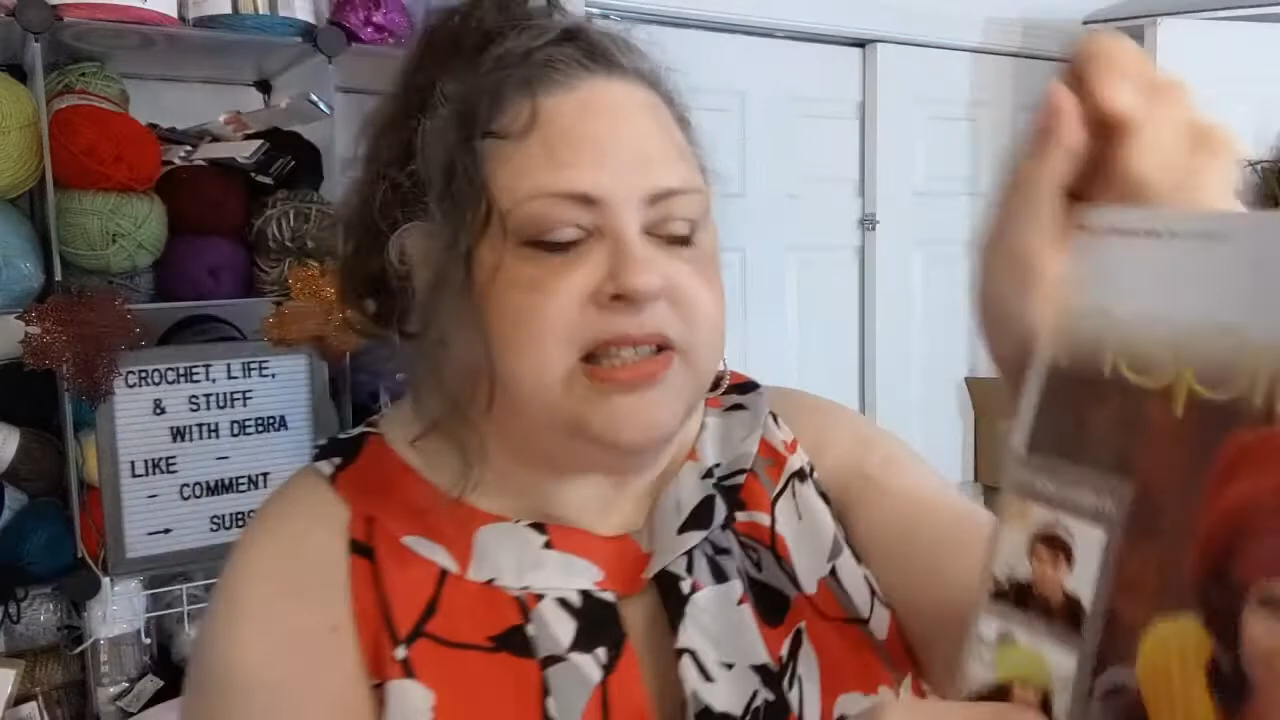 CROCHET, LIFE,
& STUFF
WITH DEBRA
LIKE -
- COMMENT
→ SUBS